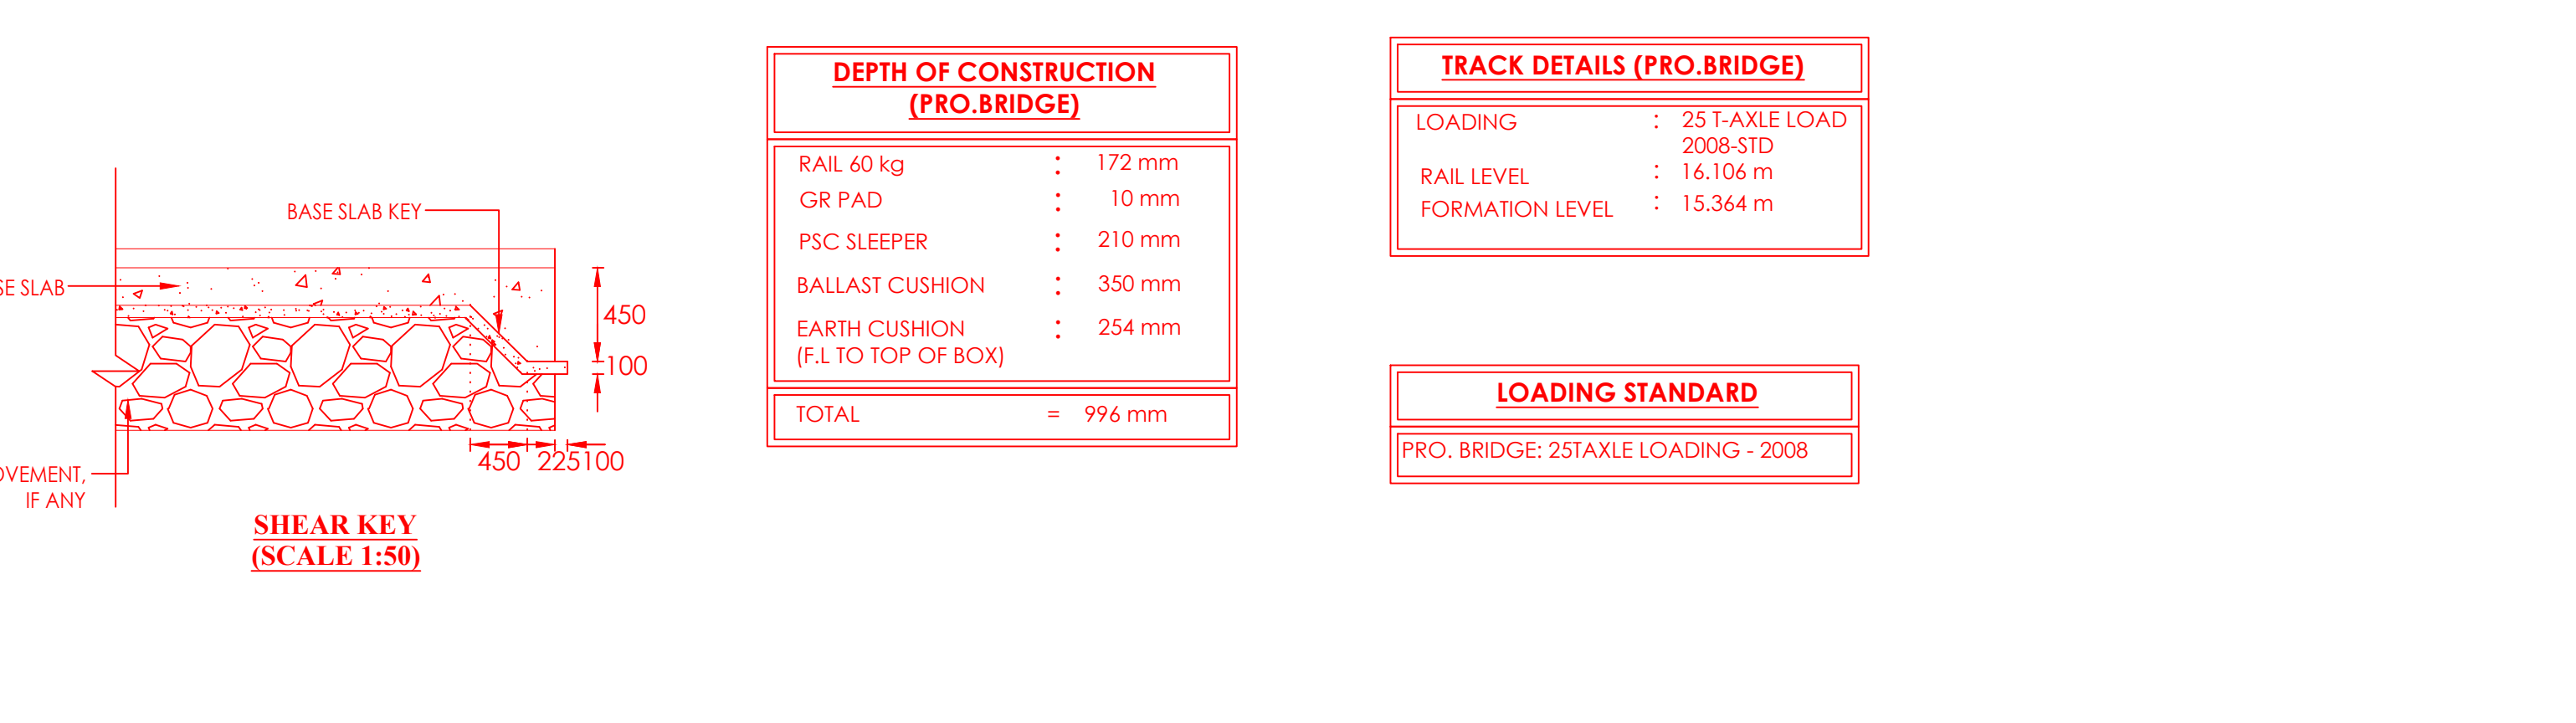 BASE SLAB KEY
SLAB
450
100
450 225 100
IF ANY
SHEAR KEY
(SCALE 1:50)
DEPTH OF CONSTRUCTION
(PRO.BRIDGE)
RAIL 60 kg : 172 mm
GR PAD : 10 mm
PSC SLEEPER : 210 mm
BALLAST CUSHION : 350 mm
EARTH CUSHION : 254 mm
(F.L TO TOP OF BOX)
TOTAL = 996 mm
TRACK DETAILS (PRO.BRIDGE)
LOADING : 25 T-AXLE LOAD
2008-STD
RAIL LEVEL : 16.106 m
FORMATION LEVEL : 15.364 m
LOADING STANDARD
PRO. BRIDGE: 25TAXLE LOADING - 2008